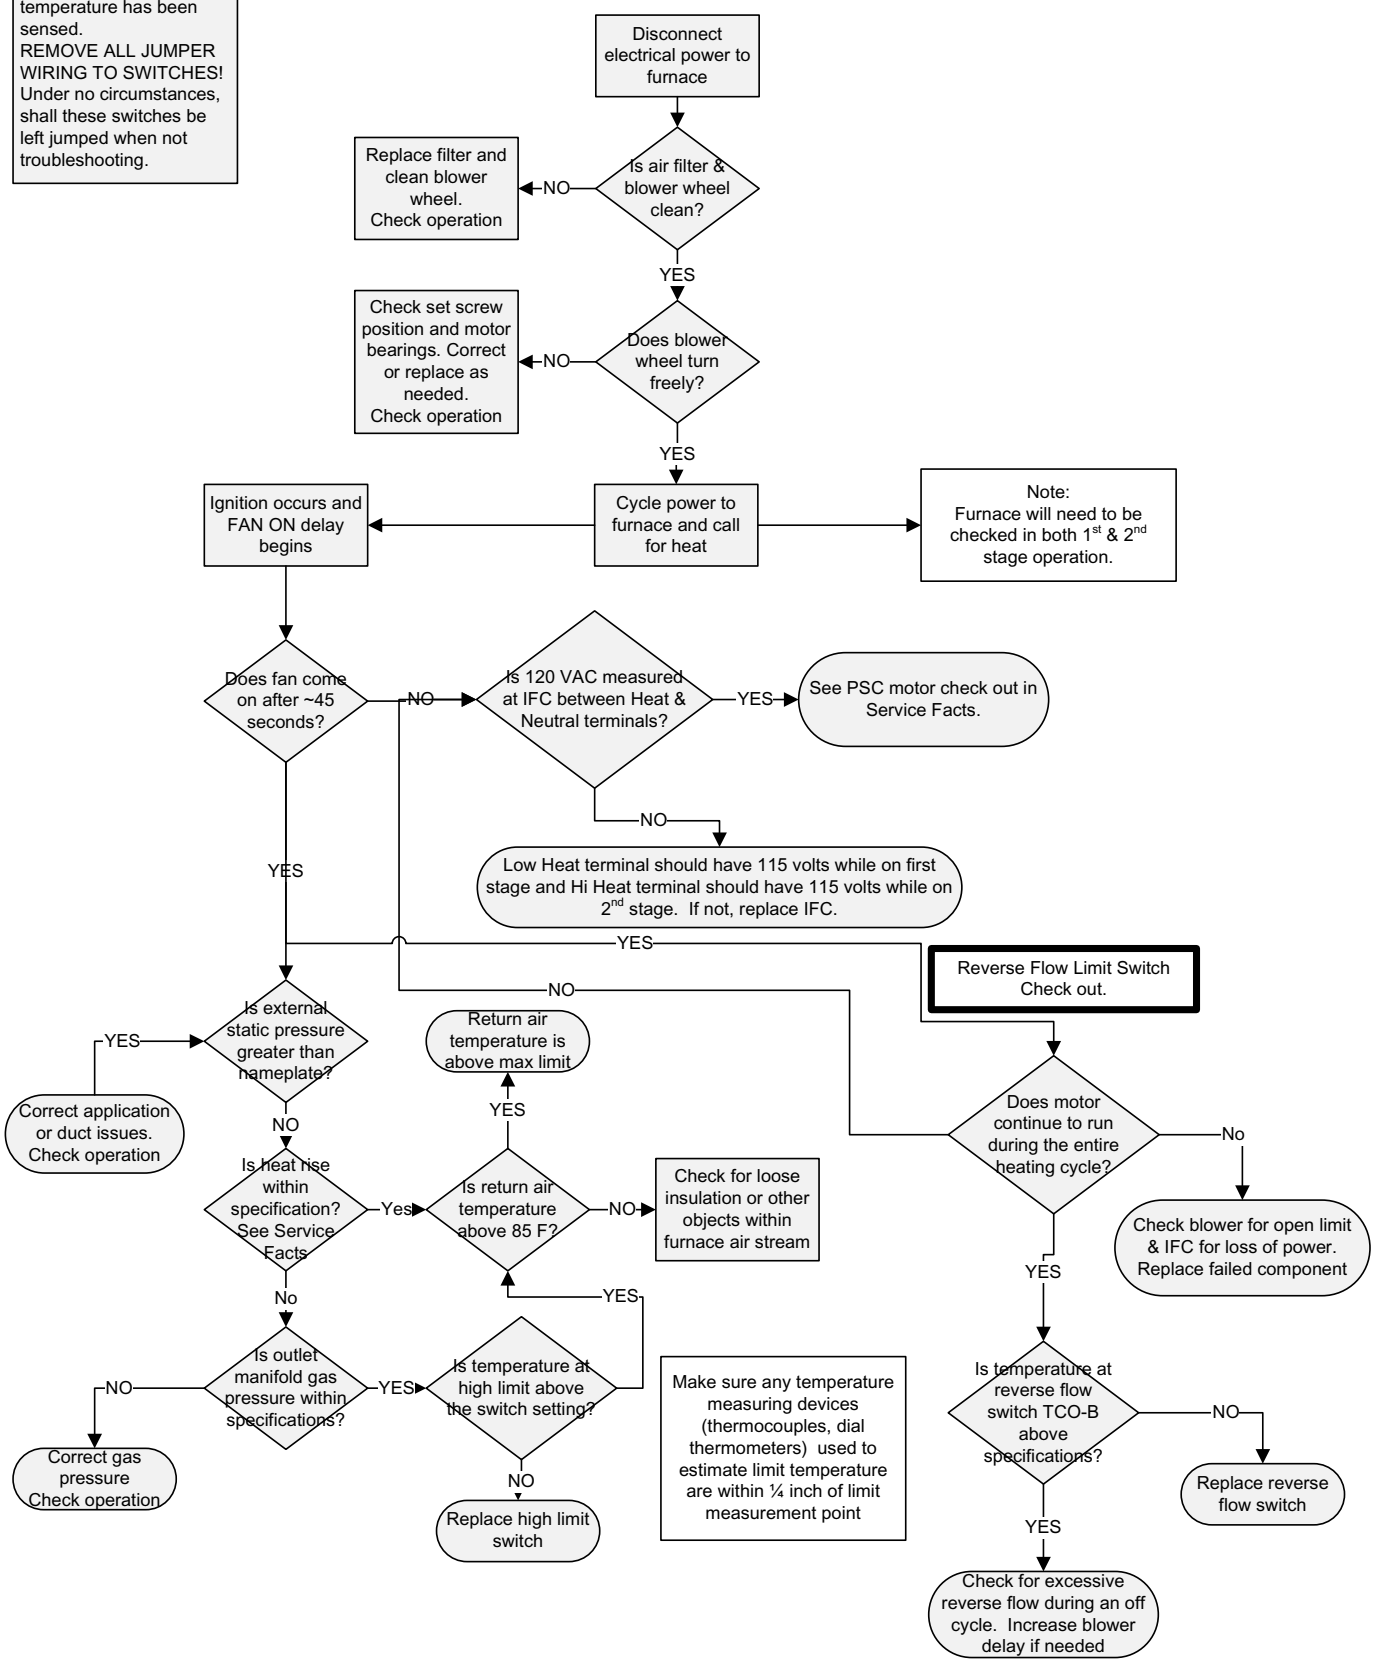 temperature has been
sensed.
REMOVE ALL JUMPER
WIRING TO SWITCHES!
Under no circumstances,
shall these switches be
left jumped when not
troubleshooting.
Disconnect
electrical power to
furnace
Replace filter and
clean blower
wheel.
Check operation
NO
Is air filter &
blower wheel
clean?
YES
Check set screw
position and motor
bearings. Correct
or replace as
needed.
Check operation
NO
Does blower
wheel turn
freely?
YES
Ignition occurs and
FAN ON delay
begins
Cycle power to
furnace and call
for heat
Note:
Furnace will need to be
checked in both 1st & 2nd
stage operation.
Does fan come
on after ~45
seconds?
NO
Is 120 VAC measured
at IFC between Heat &
Neutral terminals?
YES
See PSC motor check out in
Service Facts.
NO
Low Heat terminal should have 115 volts while on first
stage and Hi Heat terminal should have 115 volts while on
2nd stage.  If not, replace IFC.
YES
YES
Reverse Flow Limit Switch
Check out.
NO
Is external
static pressure
greater than
nameplate?
YES
Correct application
or duct issues.
Check operation
NO
Return air
temperature is
above max limit
YES
Does motor
continue to run
during the entire
heating cycle?
No
Check blower for open limit
& IFC for loss of power.
Replace failed component
Is heat rise
within
specification?
See Service
Facts
Yes
Is return air
temperature
above 85 F?
NO
Check for loose
insulation or other
objects within
furnace air stream
YES
No
YES
Is outlet
manifold gas
pressure within
specifications?
NO
Correct gas
pressure
Check operation
YES
Is temperature at
high limit above
the switch setting?
NO
Replace high limit
switch
Make sure any temperature
measuring devices
(thermocouples, dial
thermometers)  used to
estimate limit temperature
are within ¼ inch of limit
measurement point
Is temperature at
reverse flow
switch TCO-B
above
specifications?
NO
Replace reverse
flow switch
YES
Check for excessive
reverse flow during an off
cycle.  Increase blower
delay if needed